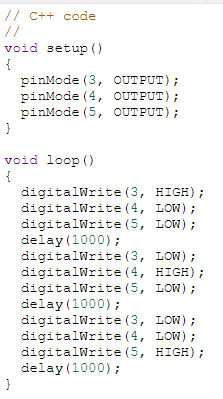 // C++ code
//
void setup()
{
  pinMode(3, OUTPUT);
  pinMode(4, OUTPUT);
  pinMode(5, OUTPUT);
}

void loop()
{
  digitalWrite(3, HIGH);
  digitalWrite(4, LOW);
  digitalWrite(5, LOW);
  delay(1000);
  digitalWrite(3, LOW);
  digitalWrite(4, HIGH);
  digitalWrite(5, LOW);
  delay(1000);
  digitalWrite(3, LOW);
  digitalWrite(4, LOW);
  digitalWrite(5, HIGH);
  delay(1000);
}